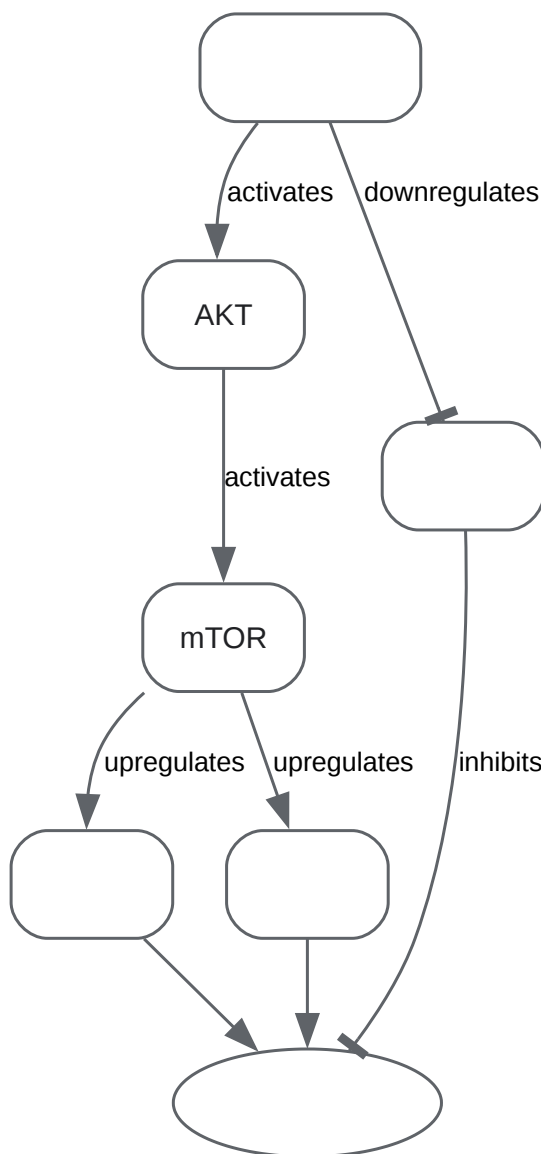 activates
downregulates
AKT
activates
mTOR
upregulates
upregulates
inhibits